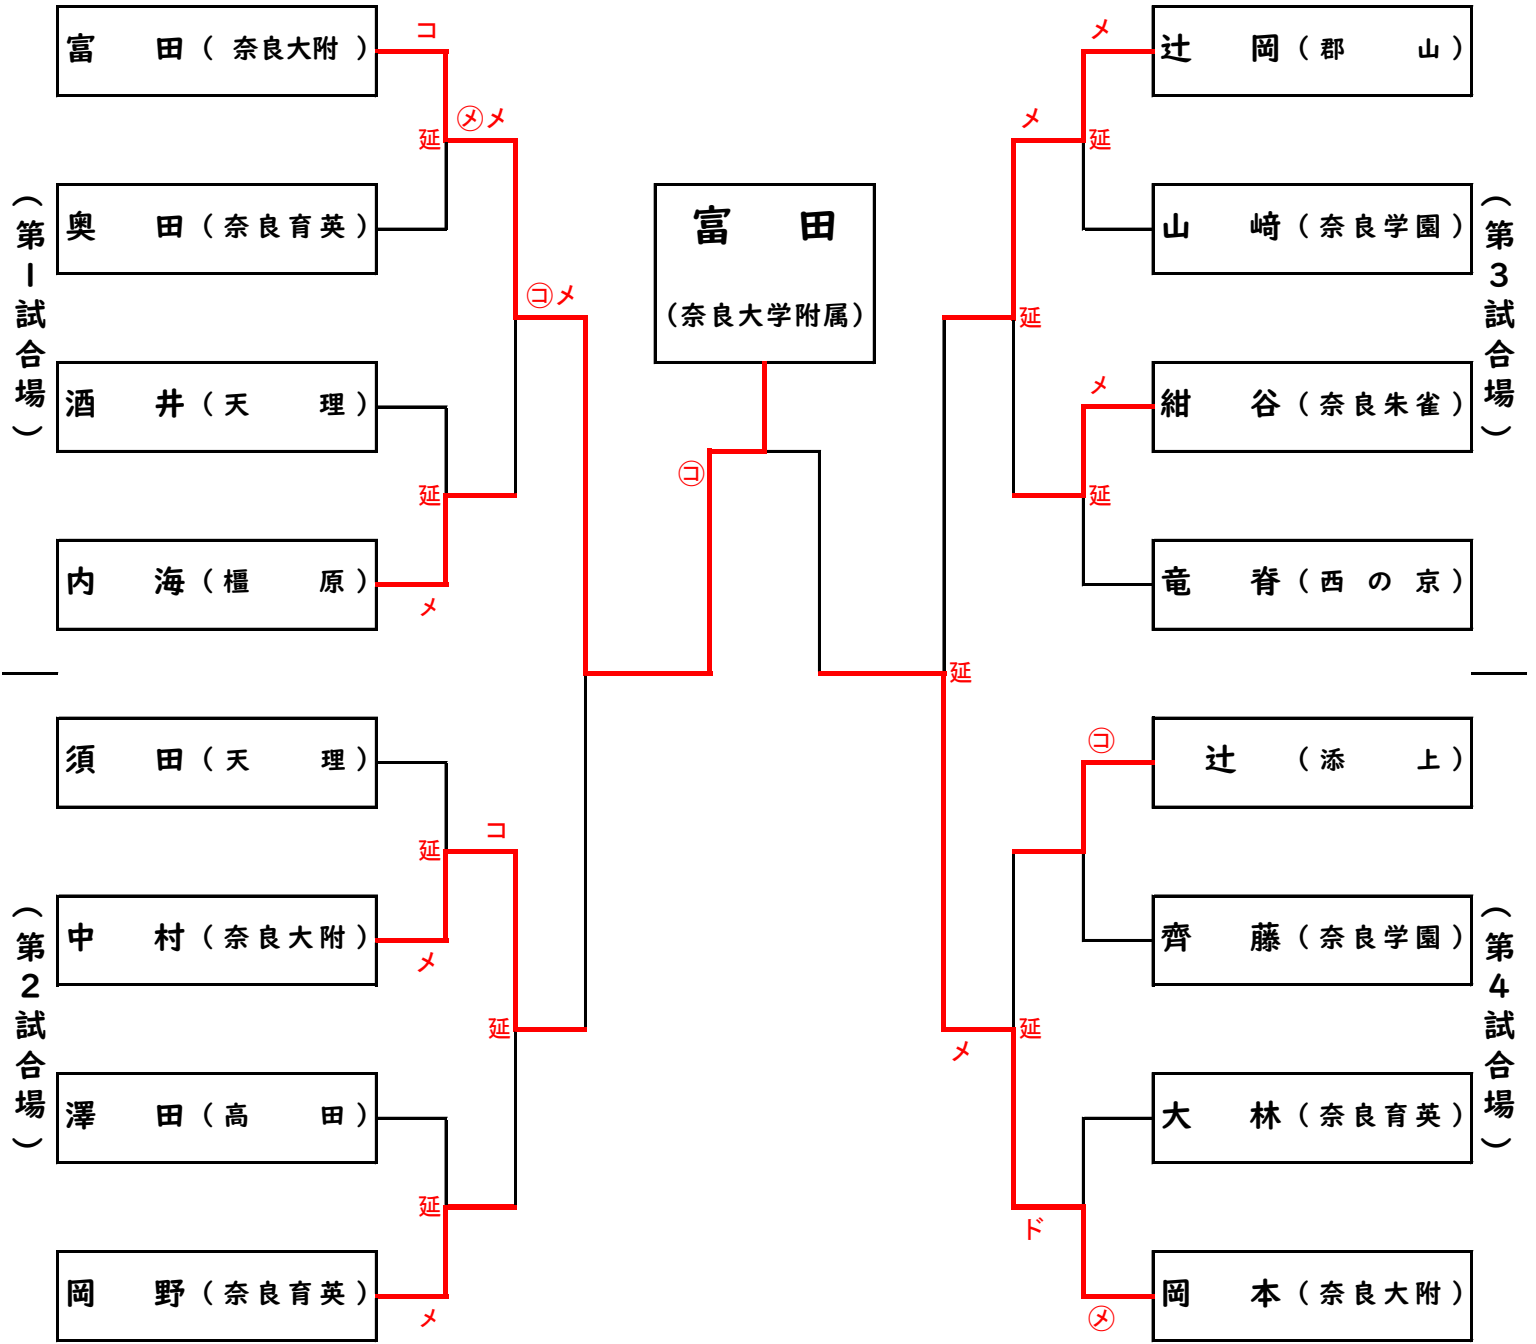 富 田 ( 奈良大附 )
コ
延
㋱メ
奥 田 ( 奈良育英 )
(第1試合場)
㋙メ
酒 井 ( 天 理 )
延
内 海 ( 橿 原 )
メ
須 田 ( 天 理 )
コ
延
中 村 ( 奈良大附 )
メ
(第2試合場)
延
澤 田 ( 高 田 )
延
岡 野 ( 奈良育英 )
メ
富 田
(奈良大学附属)
㋙
メ
辻 岡 ( 郡 山 )
メ
延
山 﨑 ( 奈良学園 )
(第3試合場)
延
メ
紺 谷 ( 奈良朱雀 )
延
竜 脊 ( 西の京 )
延
㋙
辻 ( 添 上 )
齊 藤 ( 奈良学園 )
(第4試合場)
メ
延
大 林 ( 奈良育英 )
ド
岡 本 ( 奈良大附 )
㋱